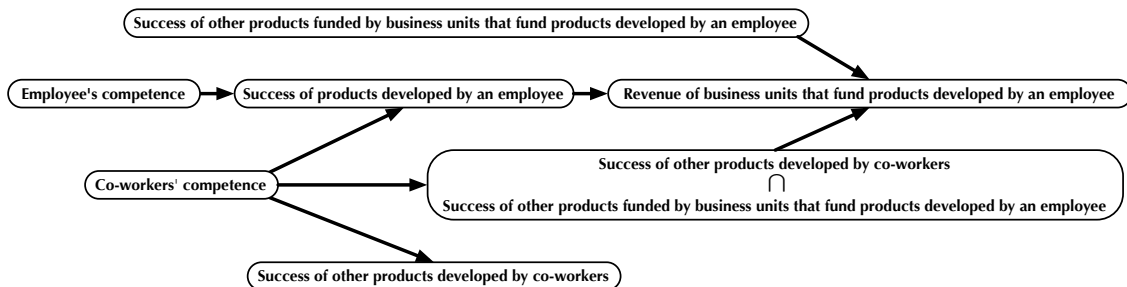 Success of other products funded by business units that fund products developed by an employee
Employee's competence
Success of products developed by an employee
Revenue of business units that fund products developed by an employee
Co-workers' competence
Success of other products developed by co-workers
∩
Success of other products funded by business units that fund products developed by an employee
Success of other products developed by co-workers